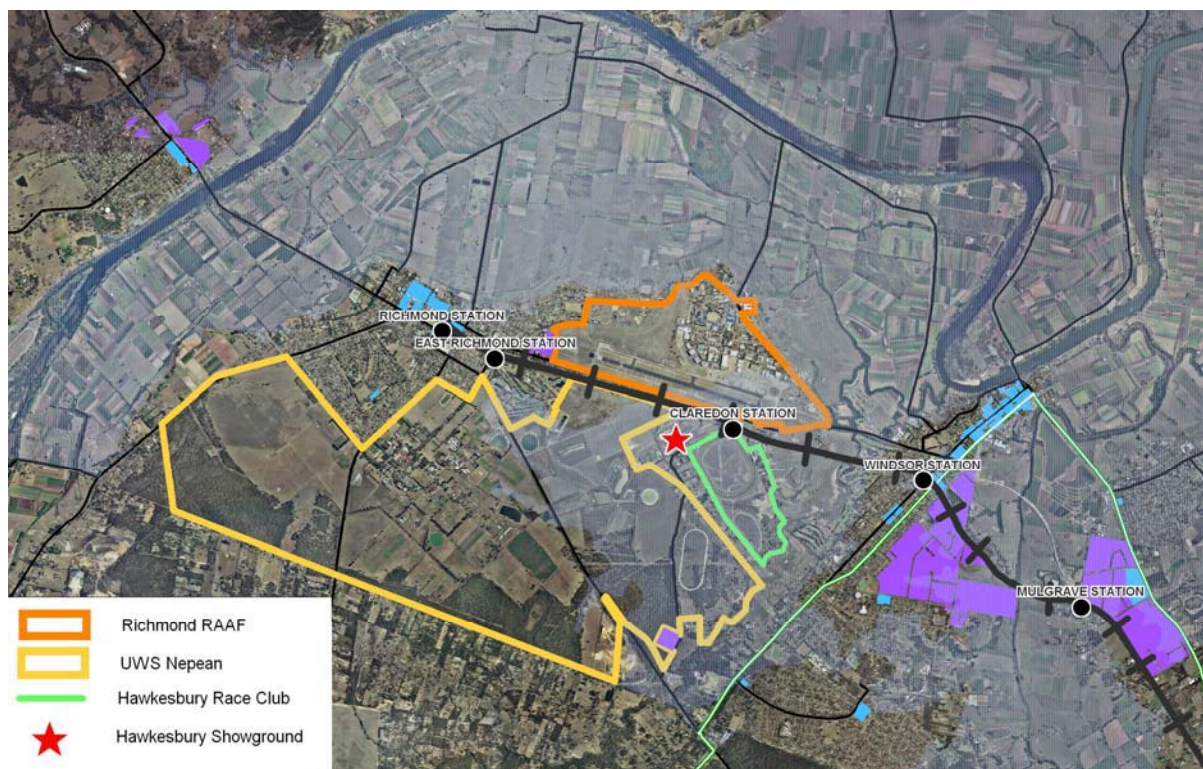 RICHMOND STATION
EAST RICHMOND STATION
CLAREDON STATION
WINDSOR STATION
MULGRAVE STATION
Richmond RAAF
UWS Nepean
Hawkesbury Race Club
Hawkesbury Showground